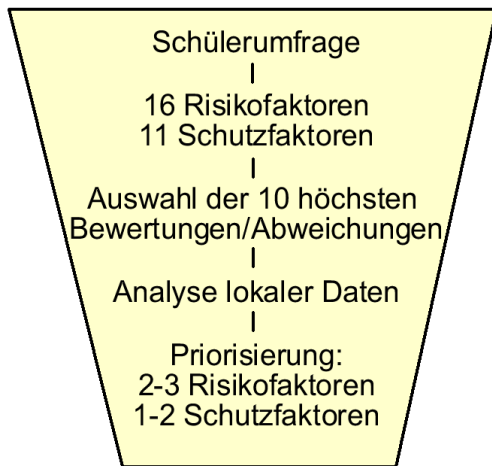 Schülerumfrage
16 Risikofaktoren
11 Schutzfaktoren
Auswahl der 10 höchsten
Bewertungen/Abweichungen
Analyse lokaler Daten
Priorisierung:
2-3 Risikofaktoren
1-2 Schutzfaktoren